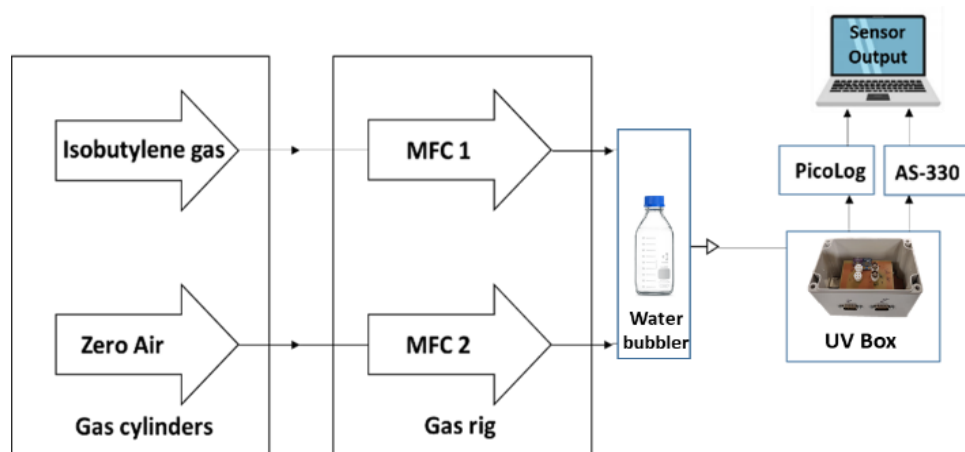 Sensor
Output
Isobutylene gas
MFC 1
PicoLog
AS-330
Zero Air
MFC 2
Water
bubbler
UV Box
Gas cylinders
Gas rig